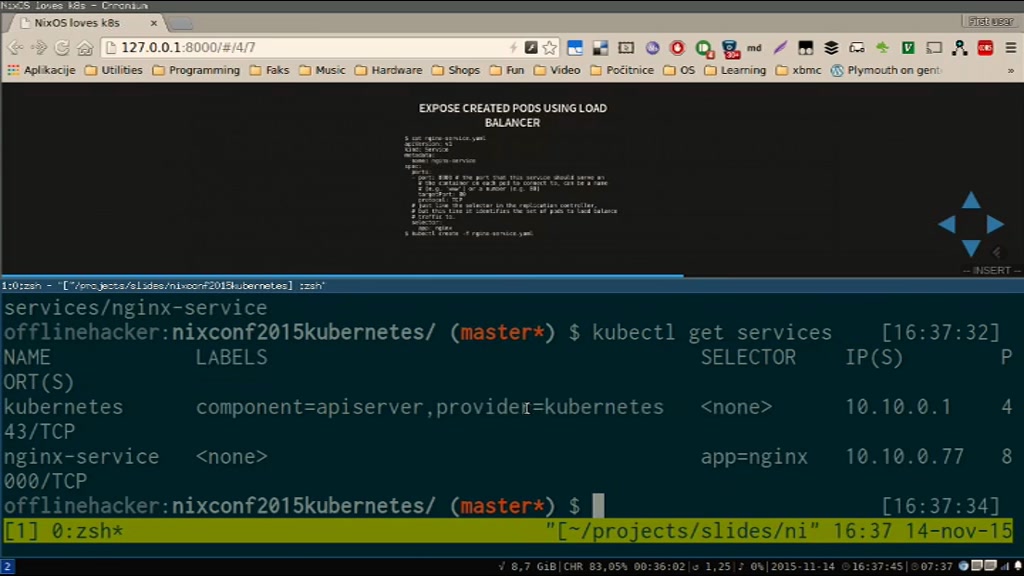 NixOS loves k8s - Chromium
NixOS loves k8s
First user
127.0.0.1:8000/#/4/7
Aplikacije Utilities Programming Faks Music Hardware Shops Fun Video Počitnice OS Learning xbmc Plymouth on gent
EXPOSE CREATED PODS USING LOAD
BALANCER
$ cat nginx-service.yaml
apiVersion: v1
kind: Service
metadata:
name: nginx-service
spec:
ports:
- port: 8000 # the port that this service should serve on
# the container on each pod to connect to, can be a name
# (e.g. 'www') or a number (e.g. 80)
targetPort: 80
protocol: TCP
# just like the selector in the replication controller,
# but this time it identifies the set of pods to load balance
# traffic to.
selector:
app: nginx
$ kubectl create -f nginx-service.yaml
-- INSERT --
1:0:zsh - "[~/projects/slides/nixconf2015kubernetes] :zsh"
services/nginx-service
offlinehacker:nixconf2015kubernetes/ (master*) $ kubectl get services [16:37:32]
NAME LABELS SELECTOR IP(S) P
ORT(S)
kubernetes component=apiserver,provider=kubernetes <none> 10.10.0.1 4
43/TCP
nginx-service <none> app=nginx 10.10.0.77 8
000/TCP
offlinehacker:nixconf2015kubernetes/ (master*) $ [16:37:34]
[1] 0:zsh* "[~/projects/slides/ni" 16:37 14-nov-15
2 √ 8,7 GiB|CHR 83,05% 00:36:02| 1,25|♪ 0%|2015-11-14 16:37:45| 07:37